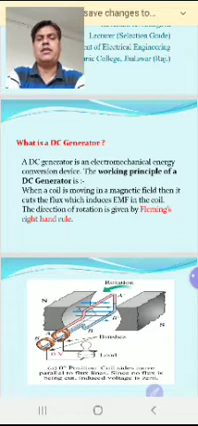 save changes to...
Lecturer (Selection Grade)
of Electrical Engineering
College, Jhalawar (Raj.)
What is a DC Generator ?
A DC generator is an electromechanical energy
conversion device. The working principle of a
DC Generator is :-
When a coil is moving in a magnetic field then it
cuts the flux which induces EMF in the coil.
The direction of rotation is given by Fleming's
right hand rule.
Rotation
N
A
S
B
Brushes
0 V
Load
(a) 0° Position: Coil sides move
parallel to flux lines. Since no flux is
being cut, induced voltage is zero.